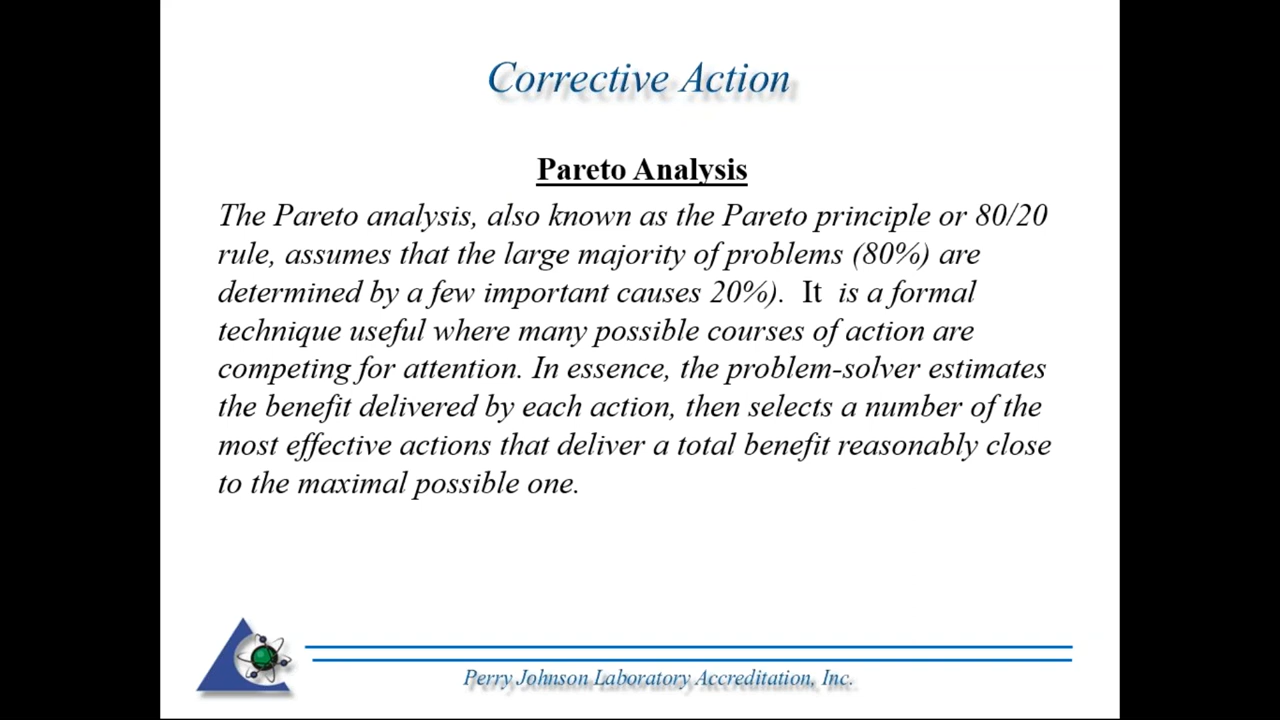 Corrective Action
Pareto Analysis
The Pareto analysis, also known as the Pareto principle or 80/20
rule, assumes that the large majority of problems (80%) are
determined by a few important causes 20%).  It  is a formal
technique useful where many possible courses of action are
competing for attention. In essence, the problem-solver estimates
the benefit delivered by each action, then selects a number of the
most effective actions that deliver a total benefit reasonably close
to the maximal possible one.
Perry Johnson Laboratory Accreditation, Inc.